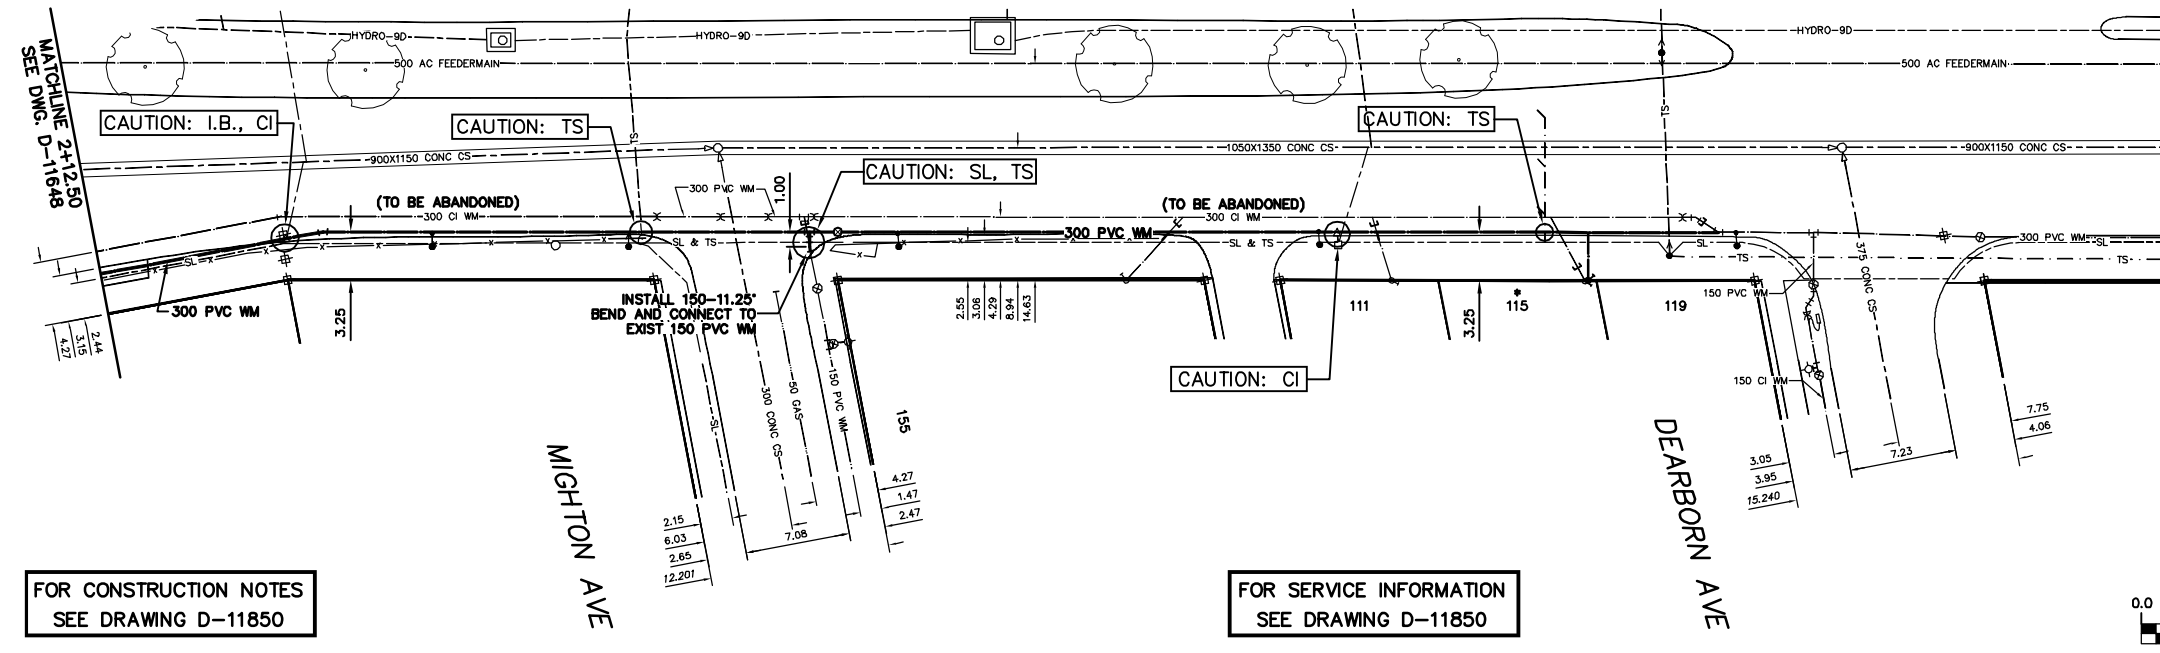 HYDRO-9D
HYDRO-9D
HYDRO-9D
500 AC FEEDERMAIN
500 AC FEEDERMAIN
MATCHLINE 2+12.50
SEE DWG. D-11648
CAUTION: I.B., CI
CAUTION: TS
TS
CAUTION: TS
TS
900X1150 CONC CS
1050X1350 CONC CS
900X1150 CONC CS
CAUTION: SL, TS
300 PVC WM
1.00
(TO BE ABANDONED)
300 CI WM
(TO BE ABANDONED)
300 CI WM
300 PVC WM
SL & TS
SL & TS
SL
300 PVC WM
SL
TS
TS
SL
300 PVC WM
3.25
INSTALL 150-11.25°
BEND AND CONNECT TO
EXIST 150 PVC WM
2.55
3.06
4.29
8.94
14.63
111
*
115
119
3.25
150 PVC WM
375 CONC CS
2.44
3.15
4.27
CAUTION: CI
150 CI WM
SL
300 CONC CS
50 GAS
150 PVC WM
155
MIGHTON AVE
DEARBORN AVE
7.75
4.06
7.23
3.05
3.95
15.240
4.27
1.47
2.47
2.15
6.03
2.65
12.201
7.08
FOR CONSTRUCTION NOTES
SEE DRAWING D-11850
FOR SERVICE INFORMATION
SEE DRAWING D-11850
0.0